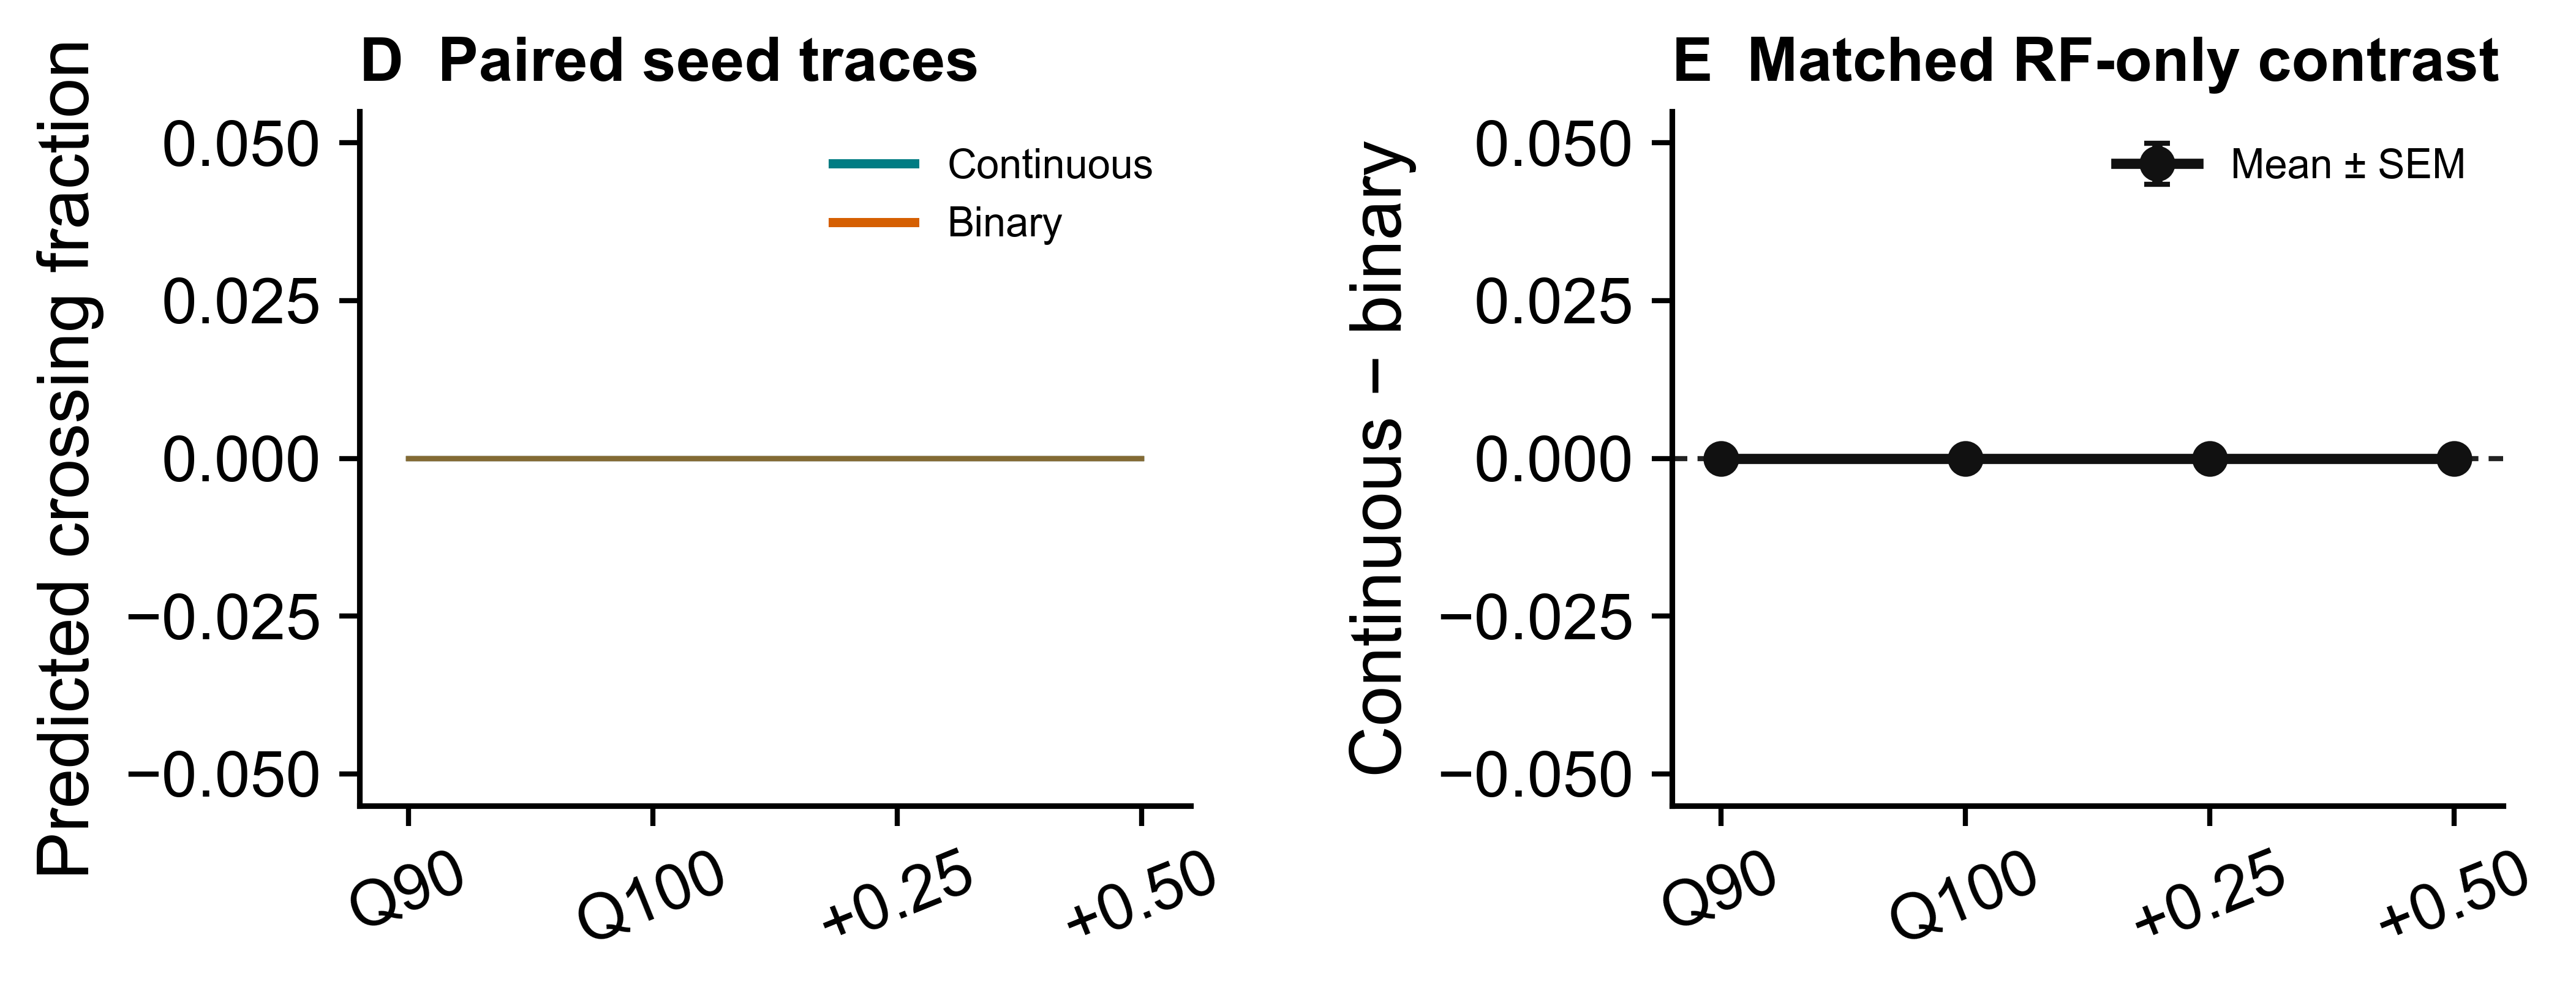 D Paired seed traces
Predicted crossing fraction
0.050
0.025
0.000
−0.025
−0.050
Continuous
Binary
Q90
Q100
+0.25
+0.50
E Matched RF-only contrast
Continuous − binary
0.050
0.025
0.000
−0.025
−0.050
Mean ± SEM
Q90
Q100
+0.25
+0.50